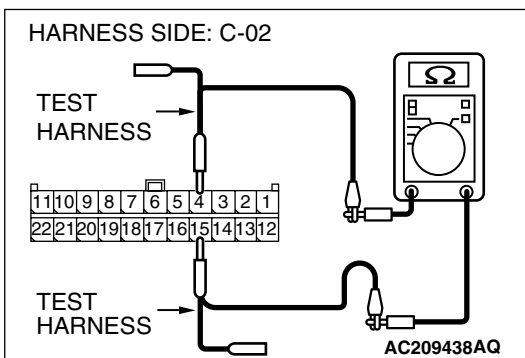 HARNESS SIDE: C-02
TEST
HARNESS
Ω
11 10 9 8 7 6 5 4 3 2 1
22 21 20 19 18 17 16 15 14 13 12
TEST
HARNESS
AC209438AQ